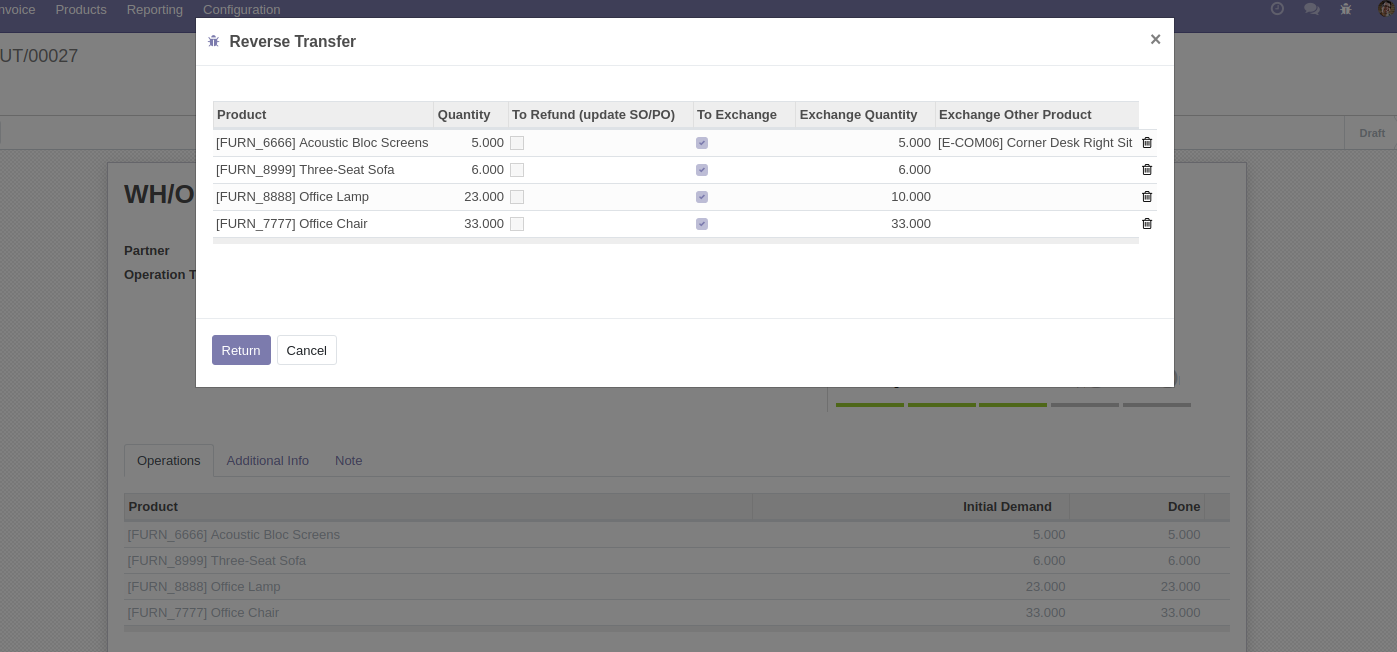 nvoice Products Reporting Configuration
UT/00027
Reverse Transfer ×
Product Quantity To Refund (update SO/PO) To Exchange Exchange Quantity Exchange Other Product
[FURN_6666] Acoustic Bloc Screens 5.000 5.000 [E-COM06] Corner Desk Right Sit
[FURN_8999] Three-Seat Sofa 6.000 6.000
[FURN_8888] Office Lamp 23.000 10.000
[FURN_7777] Office Chair 33.000 33.000
Return Cancel
Draft
WH/O
Partner
Operation T
Operations Additional Info Note
Product Initial Demand Done
[FURN_6666] Acoustic Bloc Screens 5.000 5.000
[FURN_8999] Three-Seat Sofa 6.000 6.000
[FURN_8888] Office Lamp 23.000 23.000
[FURN_7777] Office Chair 33.000 33.000